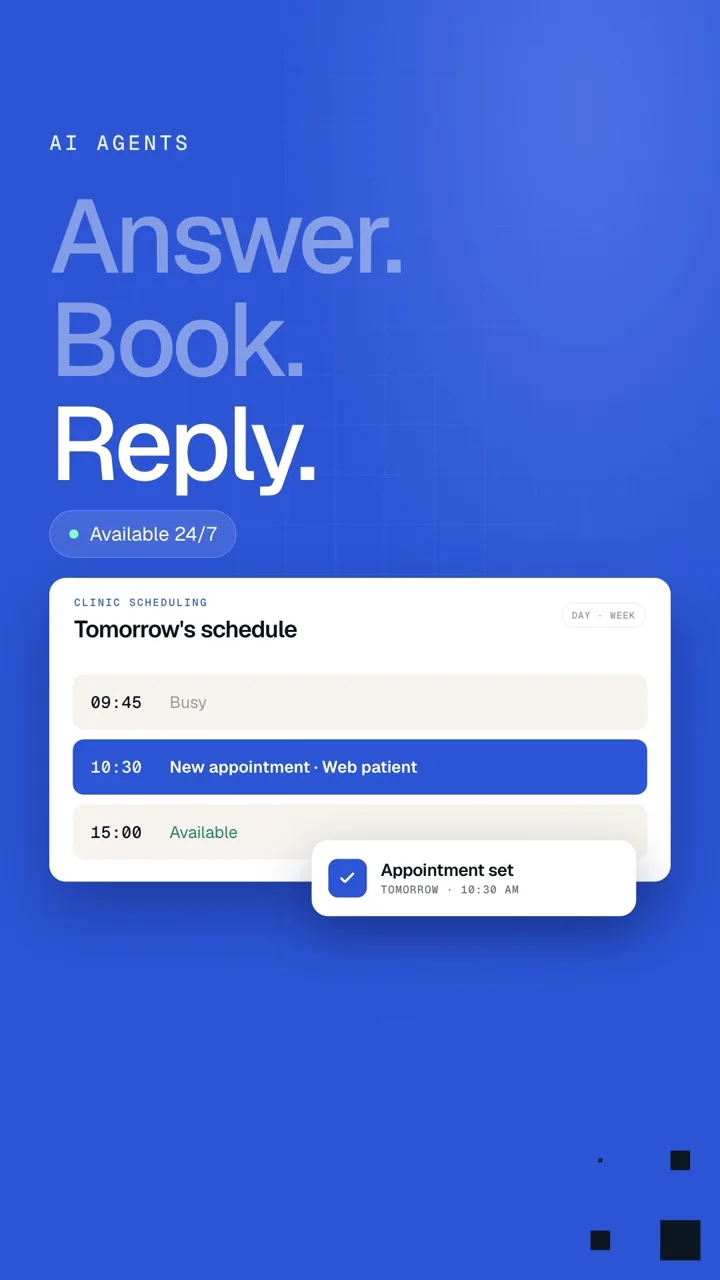 AI AGENTS
Answer.
Book.
Reply.
Available 24/7
CLINIC SCHEDULING
Tomorrow's schedule
DAY · WEEK
09:45 Busy
10:30 New appointment · Web patient
15:00 Available
Appointment set
TOMORROW · 10:30 AM